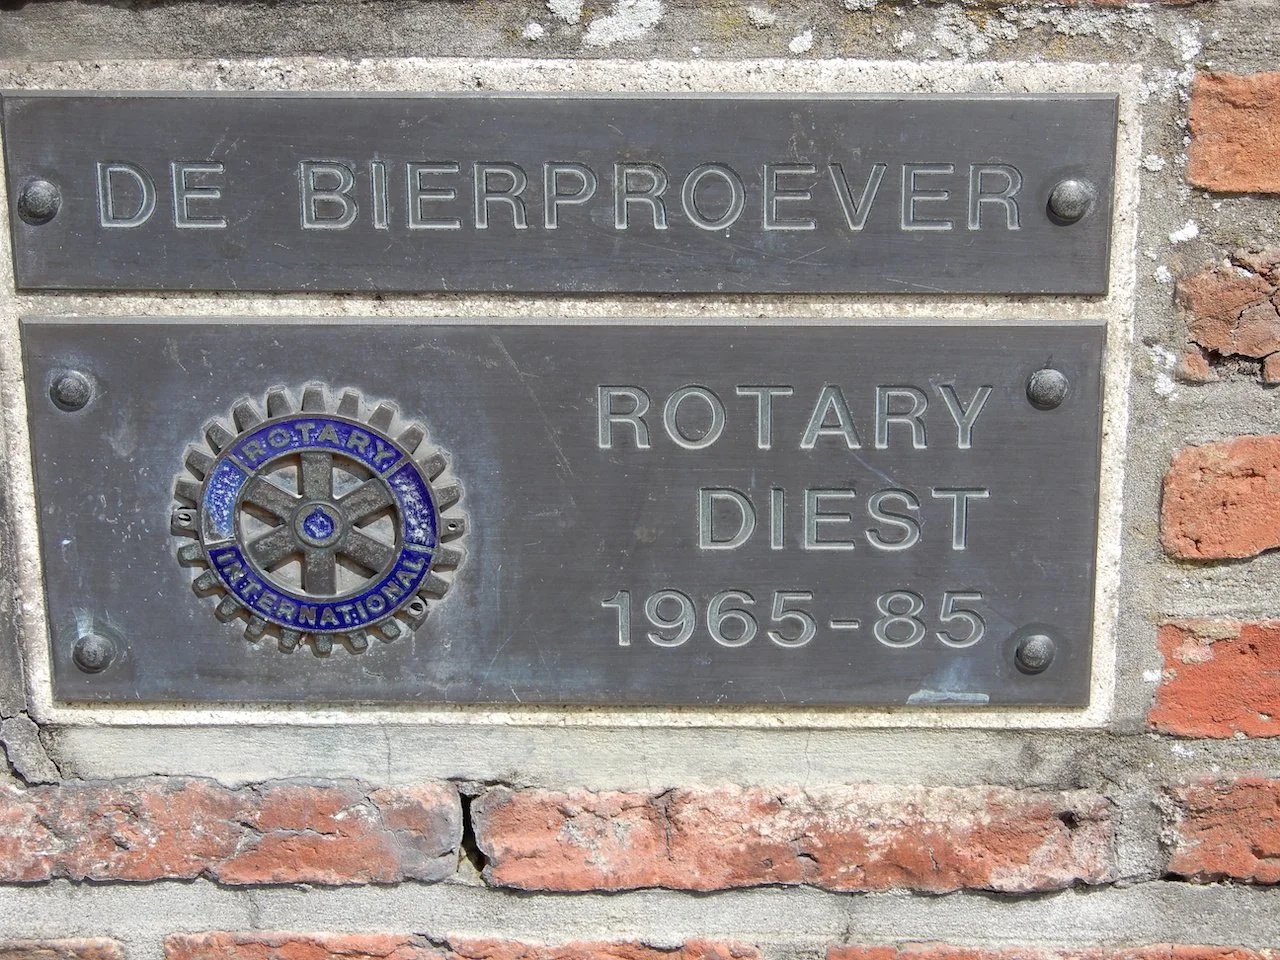 DE BIERPROEVER
ROTARY
INTERNATIONAL
ROTARY
DIEST
1965-85